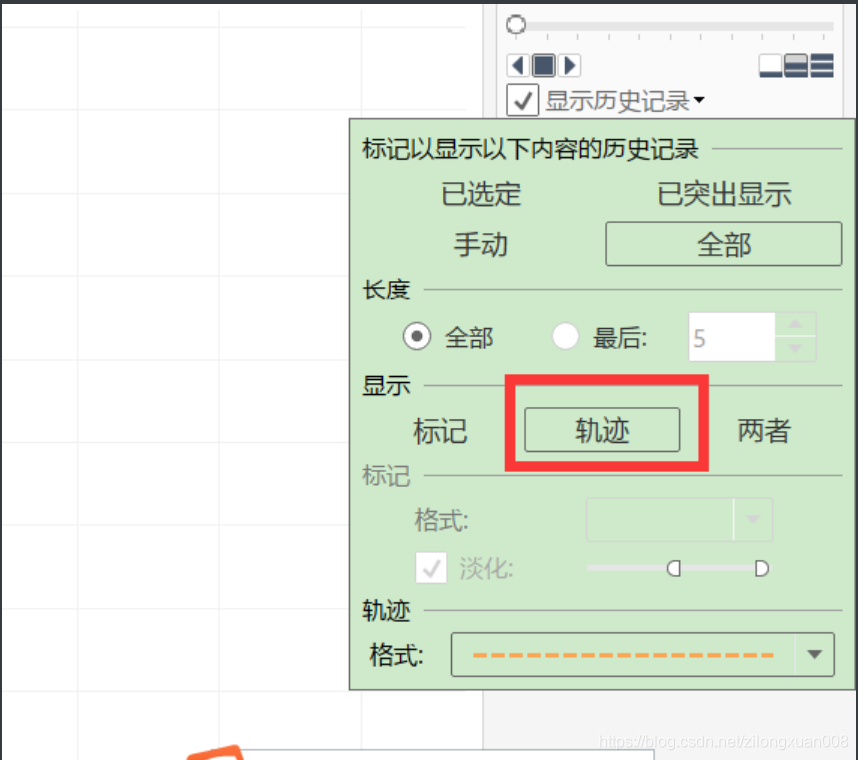 显示历史记录
标记以显示以下内容的历史记录
已选定 已突出显示
手动 全部
长度
全部 最后: 5
显示
标记 轨迹 两者
标记
格式:
淡化:
轨迹
格式:
https://blog.csdn.net/zilongxuan008